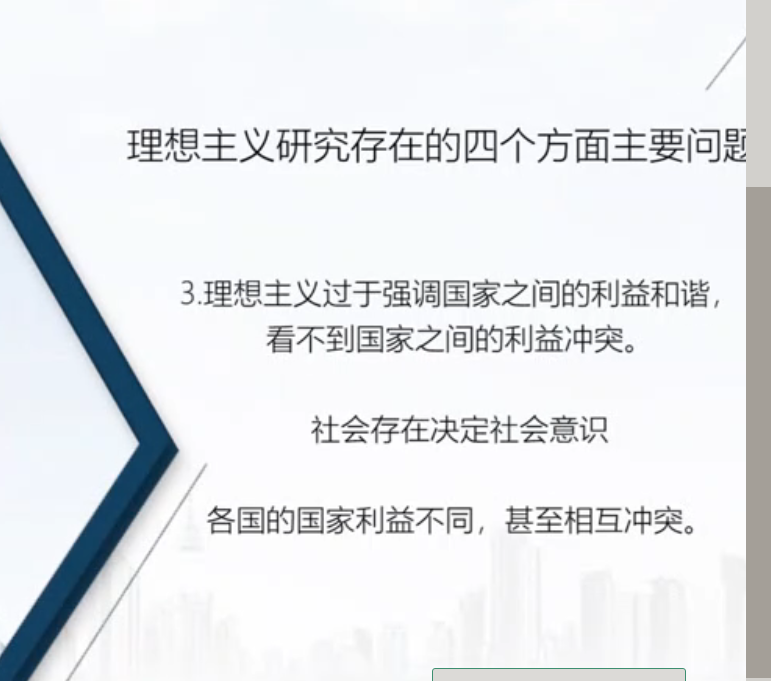 理想主义研究存在的四个方面主要问题
3.理想主义过于强调国家之间的利益和谐，
看不到国家之间的利益冲突。
社会存在决定社会意识
各国的国家利益不同，甚至相互冲突。